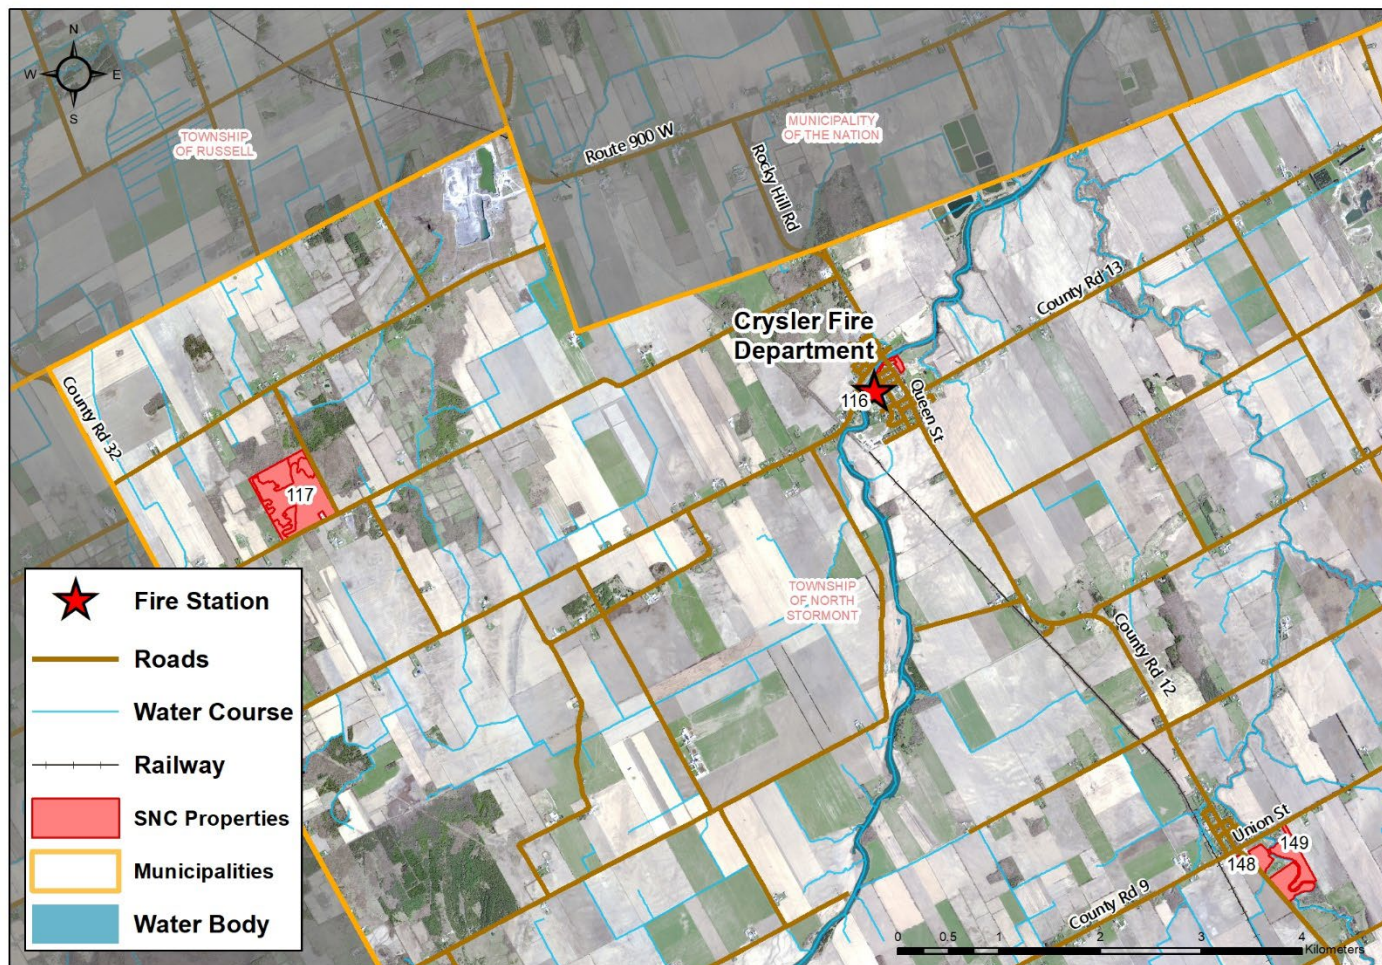 N
W E
S
TOWNSHIP
OF RUSSELL
MUNICIPALITY
OF THE NATION
Route 900 W
Rocky Hill Rd
County Rd 13
Crysler Fire
Department
116
Queen St
County Rd 32
117
TOWNSHIP
OF NORTH
STORMONT
County Rd 12
Union St
149
148
County Rd 9
Fire Station
Roads
Water Course
Railway
SNC Properties
Municipalities
Water Body
0 0.5 1 2 3 4
Kilometers